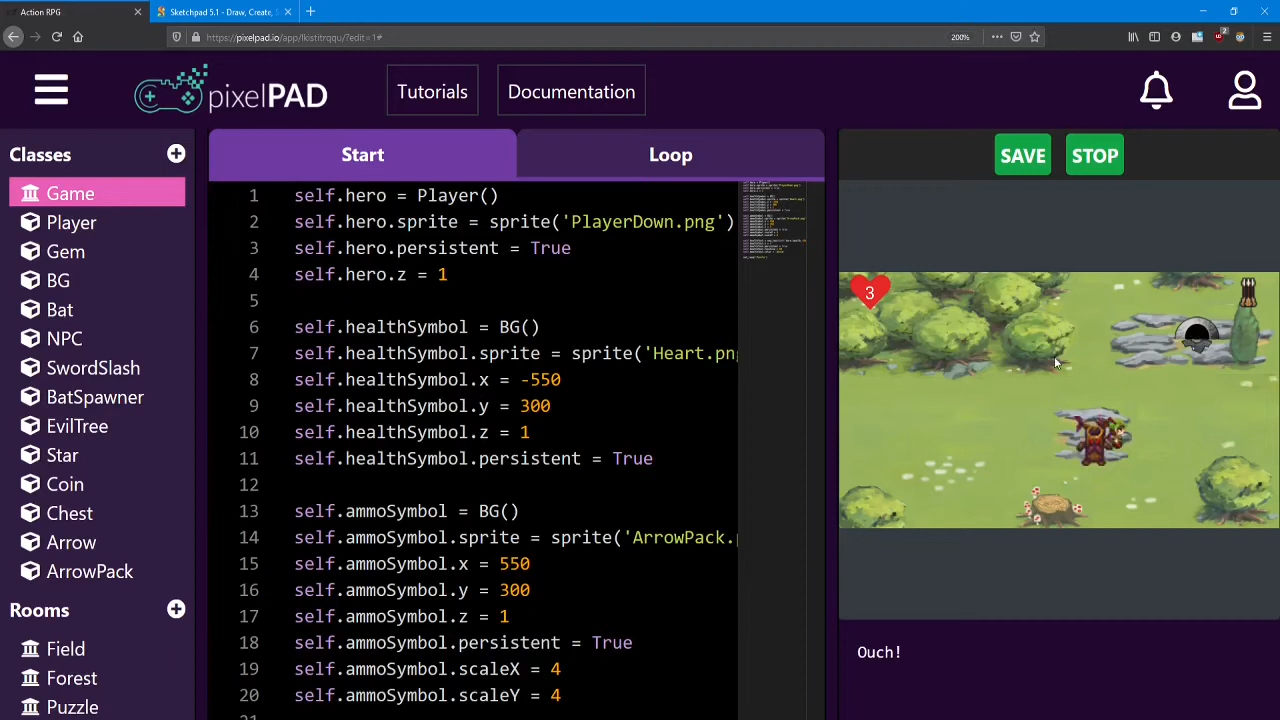 Action RPG
Sketchpad 5.1 - Draw, Create, S
https://pixelpad.io/app/lkistitrqqu/?edit=1#
200%
2
pixelPAD
Tutorials
Documentation
Classes
Start
Loop
SAVE
STOP
Game
Player
Gem
BG
Bat
NPC
SwordSlash
BatSpawner
EvilTree
Star
Coin
Chest
Arrow
ArrowPack
Rooms
Field
Forest
Puzzle
1 self.hero = Player()
2 self.hero.sprite = sprite('PlayerDown.png')
3 self.hero.persistent = True
4 self.hero.z = 1
5
6 self.healthSymbol = BG()
7 self.healthSymbol.sprite = sprite('Heart.png
8 self.healthSymbol.x = -550
9 self.healthSymbol.y = 300
10 self.healthSymbol.z = 1
11 self.healthSymbol.persistent = True
12
13 self.ammoSymbol = BG()
14 self.ammoSymbol.sprite = sprite('ArrowPack.p
15 self.ammoSymbol.x = 550
16 self.ammoSymbol.y = 300
17 self.ammoSymbol.z = 1
18 self.ammoSymbol.persistent = True
19 self.ammoSymbol.scaleX = 4
20 self.ammoSymbol.scaleY = 4
3
Ouch!